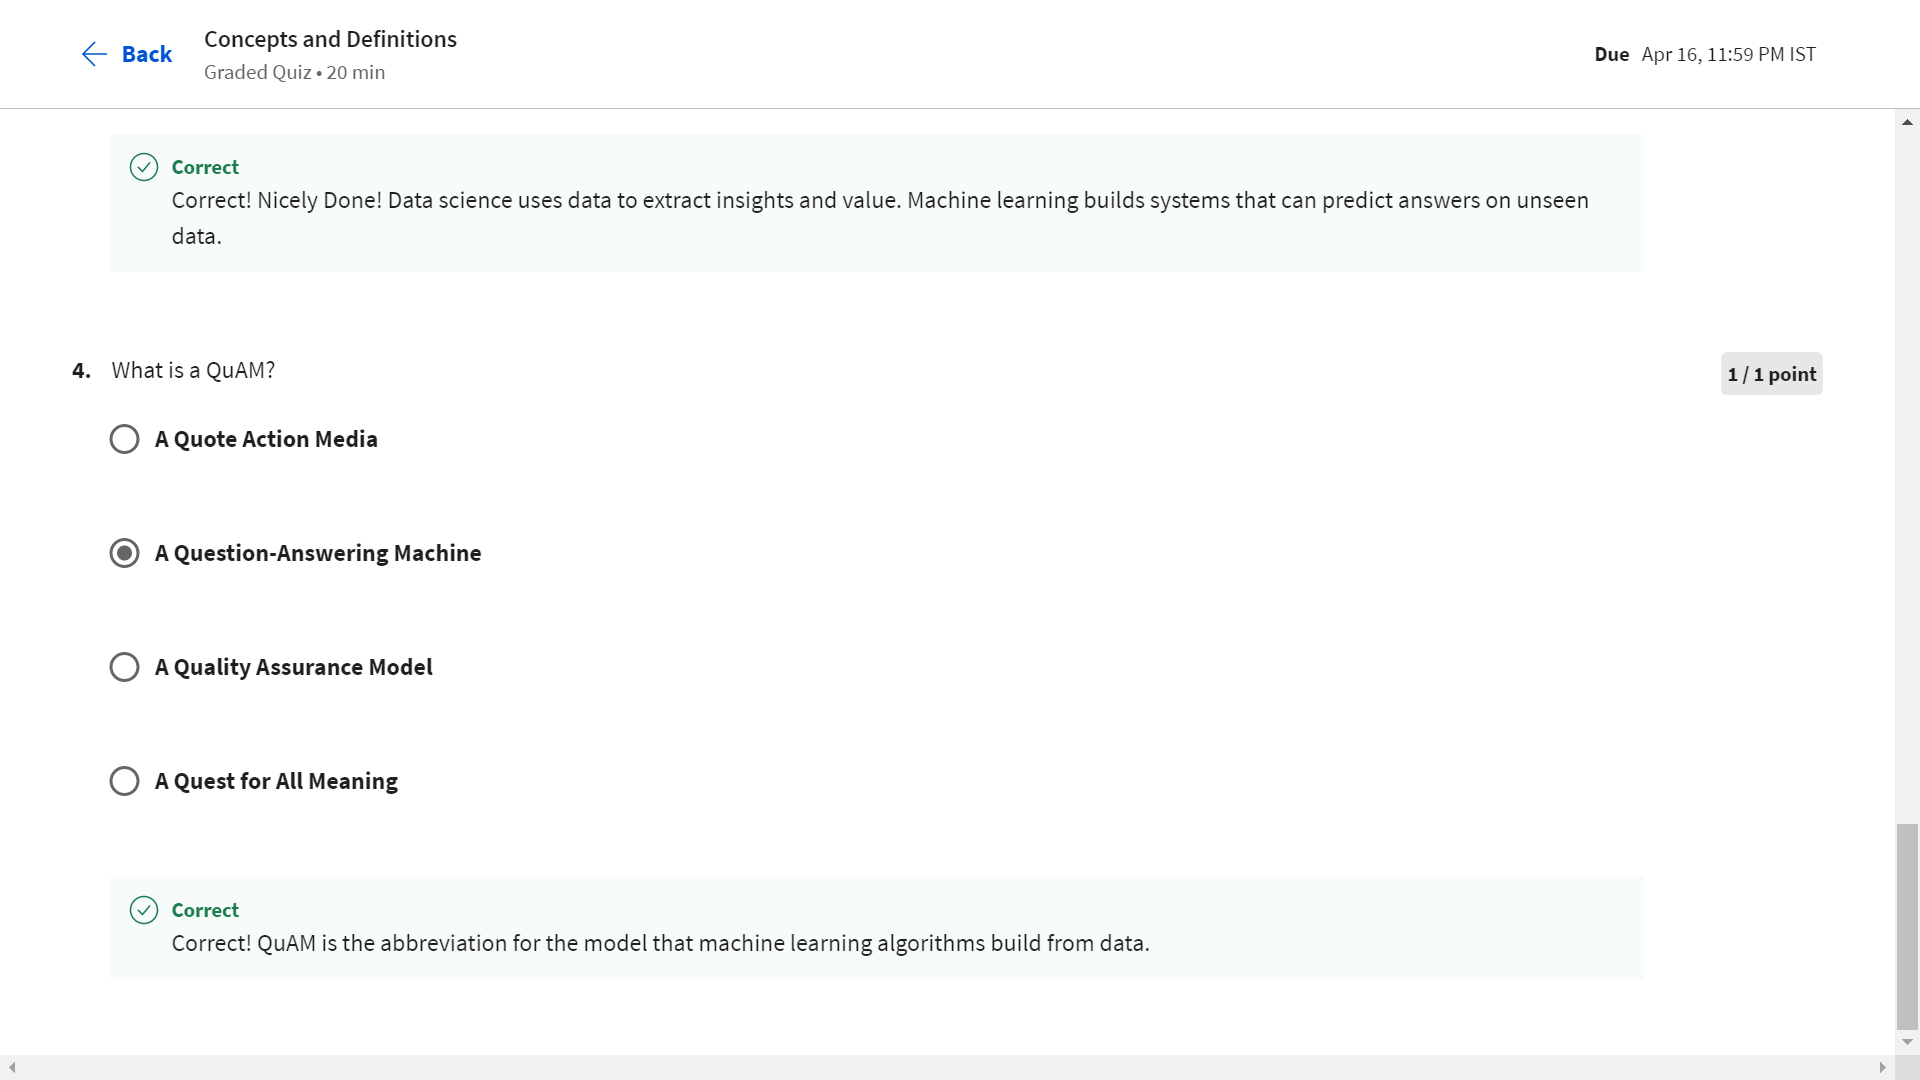 Back
Concepts and Definitions
Graded Quiz • 20 min
Due Apr 16, 11:59 PM IST
Correct
Correct! Nicely Done! Data science uses data to extract insights and value. Machine learning builds systems that can predict answers on unseen
data.
4. What is a QuAM?
1 / 1 point
A Quote Action Media
A Question-Answering Machine
A Quality Assurance Model
A Quest for All Meaning
Correct
Correct! QuAM is the abbreviation for the model that machine learning algorithms build from data.